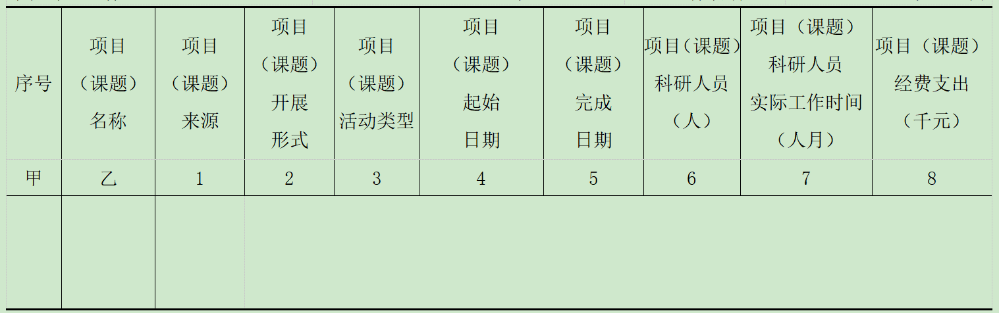 序号
项目
（课题）
名称
项目
（课题）
来源
项目
（课题）
开展
形式
项目
（课题）
活动类型
项目
（课题）
起始
日期
项目
（课题）
完成
日期
项目（课题）
科研人员
（人）
项目（课题）
科研人员
实际工作时间
（人月）
项目（课题）
经费支出
（千元）
甲
乙
1
2
3
4
5
6
7
8